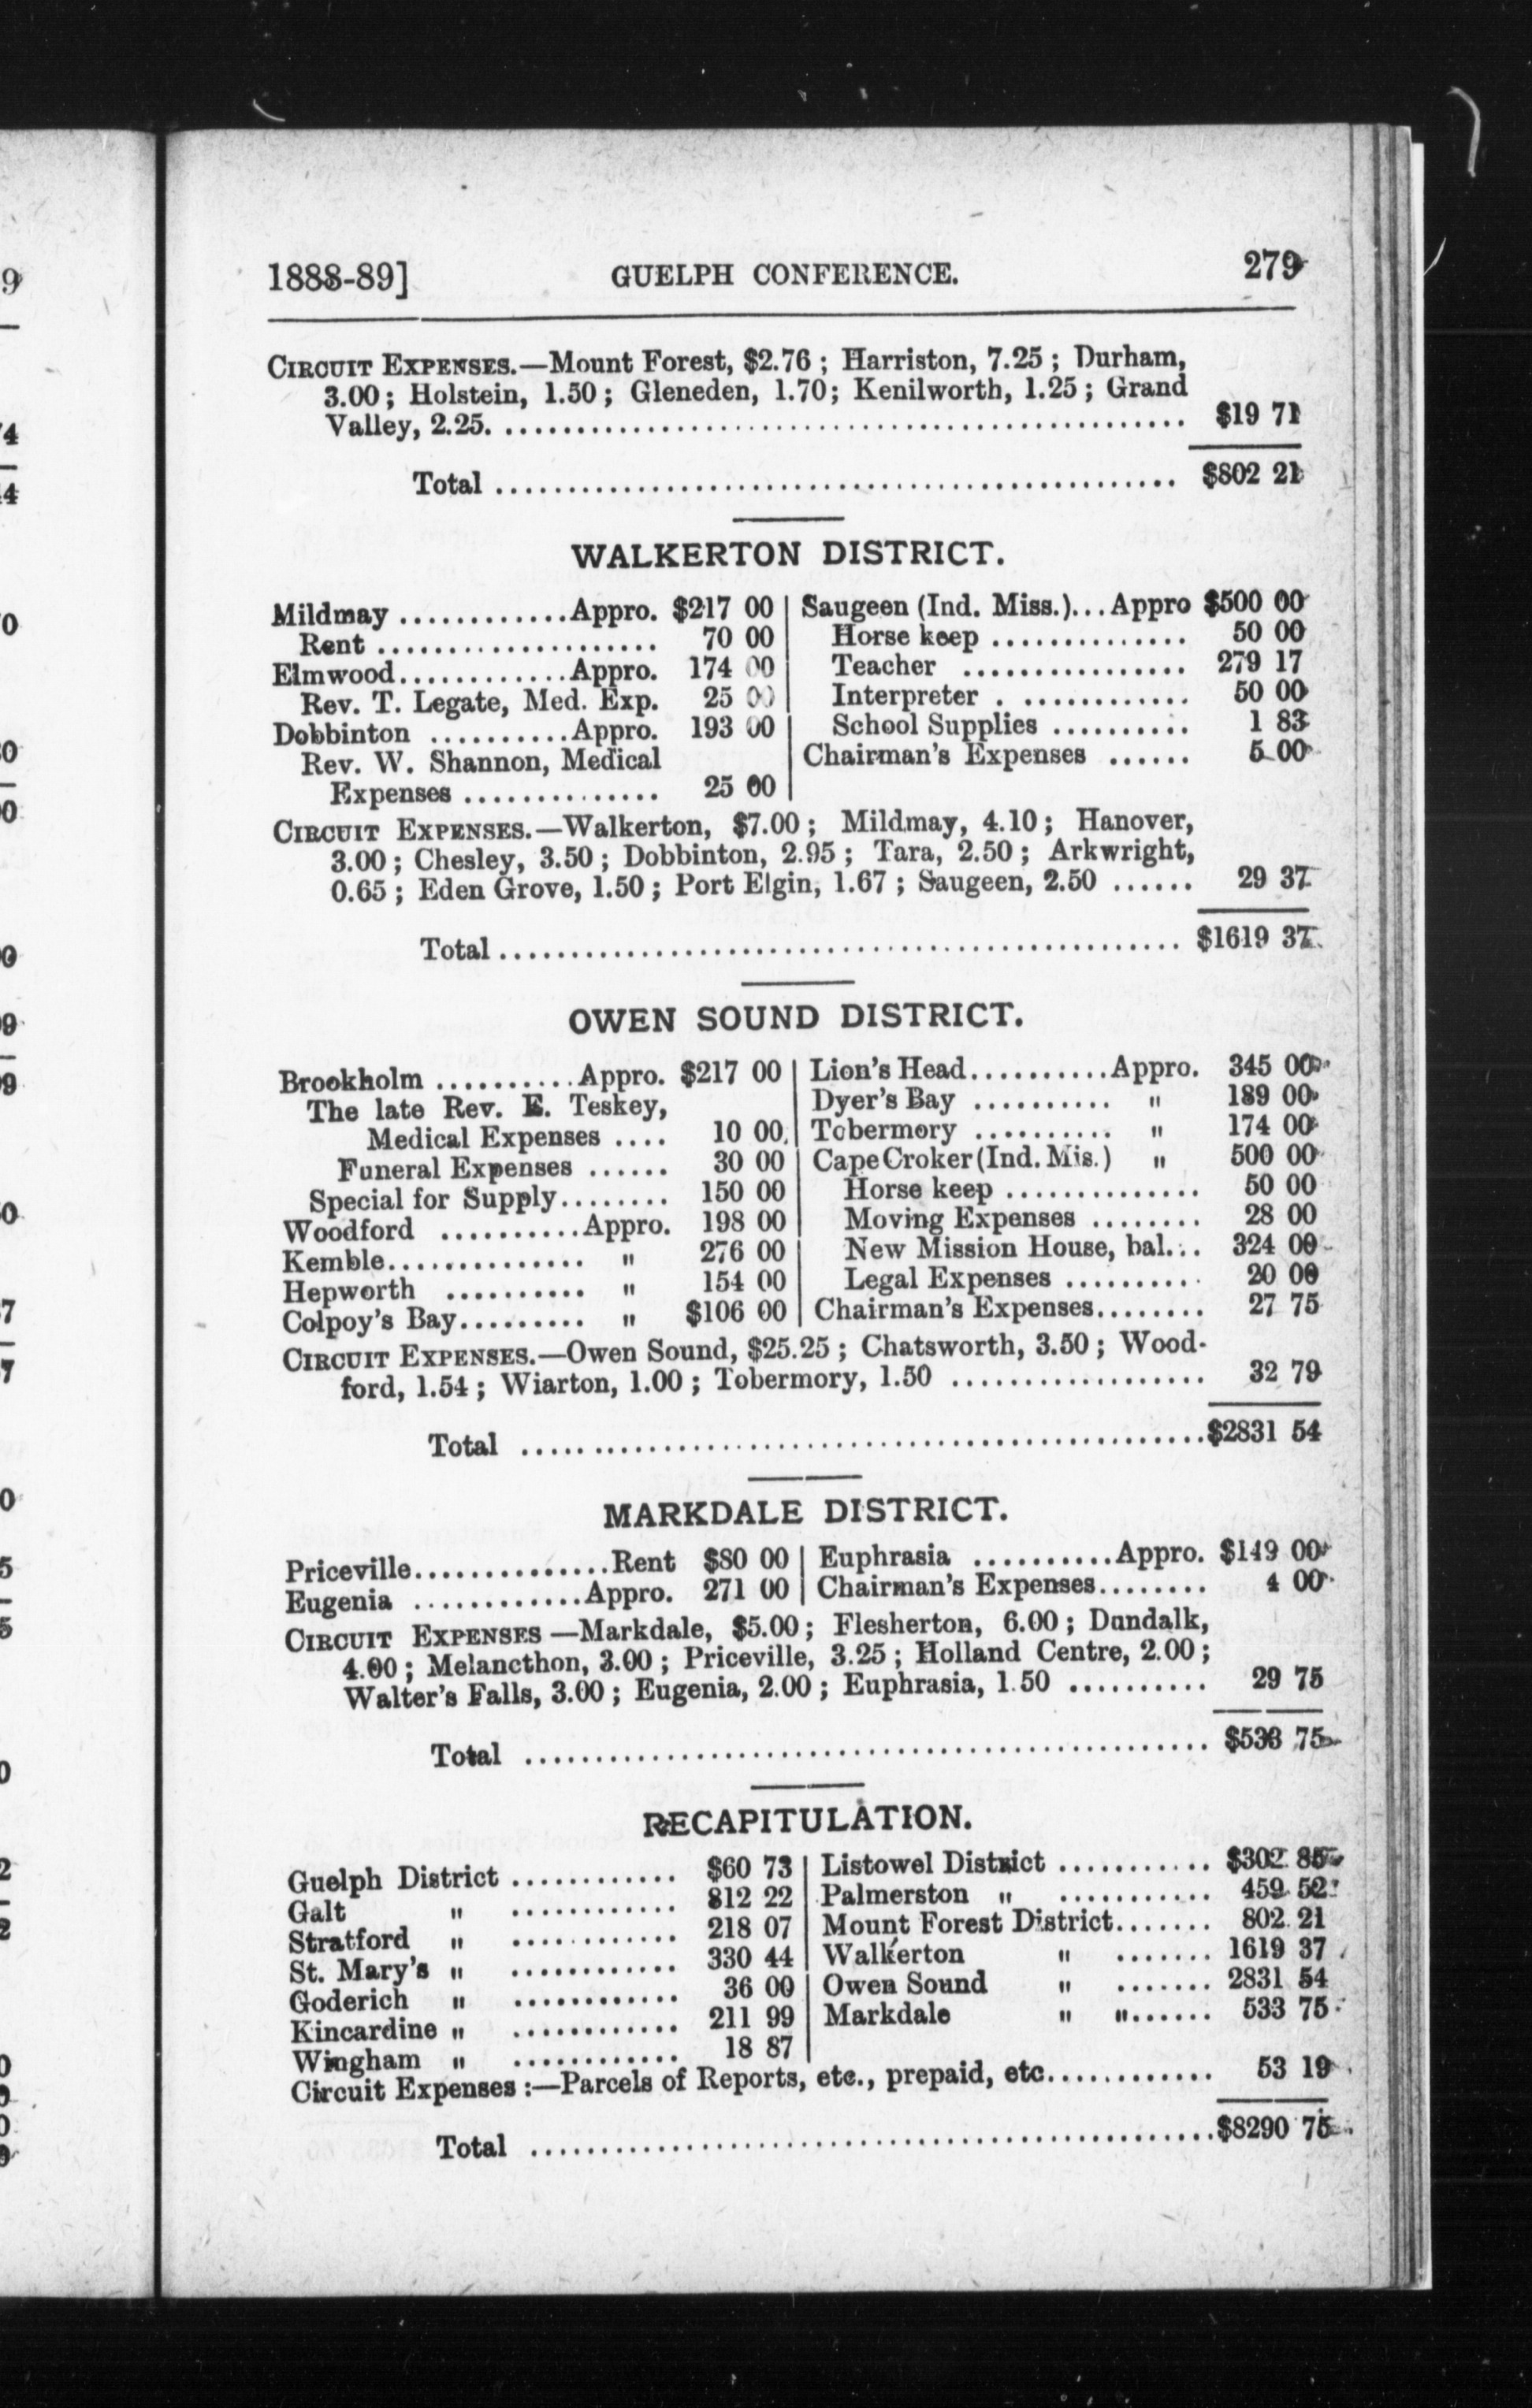 1888-89] GUELPH CONFERENCE. 279
CIRCUIT EXPENSES.—Mount Forest, $2.76 ; Harriston, 7.25 ; Durham,
3.00 ; Holstein, 1.50 ; Gleneden, 1.70; Kenilworth, 1.25 ; Grand
Valley, 2.25. .......... $19 71
Total .......... $802 21
WALKERTON DISTRICT.
Mildmay ............Appro. $217 00
Rent .................... 70 00
Elmwood............Appro. 174 00
Rev. T. Legate, Med. Exp. 25 00
Dobbinton ..........Appro. 193 00
Rev. W. Shannon, Medical
Expenses .............. 25 00
Saugeen (Ind. Miss.)...Appro $500 00
Horse keep .............. 50 00
Teacher ................ 279 17
Interpreter . ............ 50 00
School Supplies .......... 1 83
Chairman's Expenses ...... 5 00
CIRCUIT EXPENSES.—Walkerton, $7.00 ; Mildmay, 4.10 ; Hanover,
3.00 ; Chesley, 3.50 ; Dobbinton, 2.95 ; Tara, 2.50 ; Arkwright,
0.65 ; Eden Grove, 1.50 ; Port Elgin, 1.67 ; Saugeen, 2.50 ...... 29 37
Total .......... $1619 37
OWEN SOUND DISTRICT.
Brookholm ..........Appro. $217 00
The late Rev. E. Teskey,
Medical Expenses .... 10 00
Funeral Expenses ...... 30 00
Special for Supply........ 150 00
Woodford ..........Appro. 198 00
Kemble.............. " 276 00
Hepworth .......... " 154 00
Colpoy's Bay......... " $106 00
Lion's Head..........Appro. 345 00
Dyer's Bay .......... " 189 00
Tobermory .......... " 174 00
Cape Croker (Ind. Mis.) " 500 00
Horse keep .............. 50 00
Moving Expenses ........ 28 00
New Mission House, bal... 324 00
Legal Expenses .......... 20 00
Chairman's Expenses........ 27 75
CIRCUIT EXPENSES.—Owen Sound, $25.25 ; Chatsworth, 3.50 ; Wood-
ford, 1.54 ; Wiarton, 1.00 ; Tobermory, 1.50 .................. 32 79
Total .......... $2831 54
MARKDALE DISTRICT.
Priceville..............Rent $80 00
Eugenia ............Appro. 271 00
Euphrasia ..........Appro. $149 00
Chairman's Expenses........ 4 00
CIRCUIT EXPENSES —Markdale, $5.00 ; Flesherton, 6.00 ; Dundalk,
4.00 ; Melancthon, 3.00 ; Priceville, 3.25 ; Holland Centre, 2.00 ;
Walter's Falls, 3.00 ; Eugenia, 2.00 ; Euphrasia, 1.50 .......... 29 75
Total .......... $533 75
RECAPITULATION.
Guelph District ............ $60 73
Galt " ............ 812 22
Stratford " ............ 218 07
St. Mary's " ............ 330 44
Goderich " ............ 36 00
Kincardine " ............ 211 99
Wingham " ............ 18 87
Listowel District ........... $302 85
Palmerston " ........... 459 52
Mount Forest District....... 802 21
Walkerton " ....... 1619 37
Owen Sound " ....... 2831 54
Markdale " "...... 533 75
Circuit Expenses :—Parcels of Reports, etc., prepaid, etc............ 53 19
Total .......... $8290 75